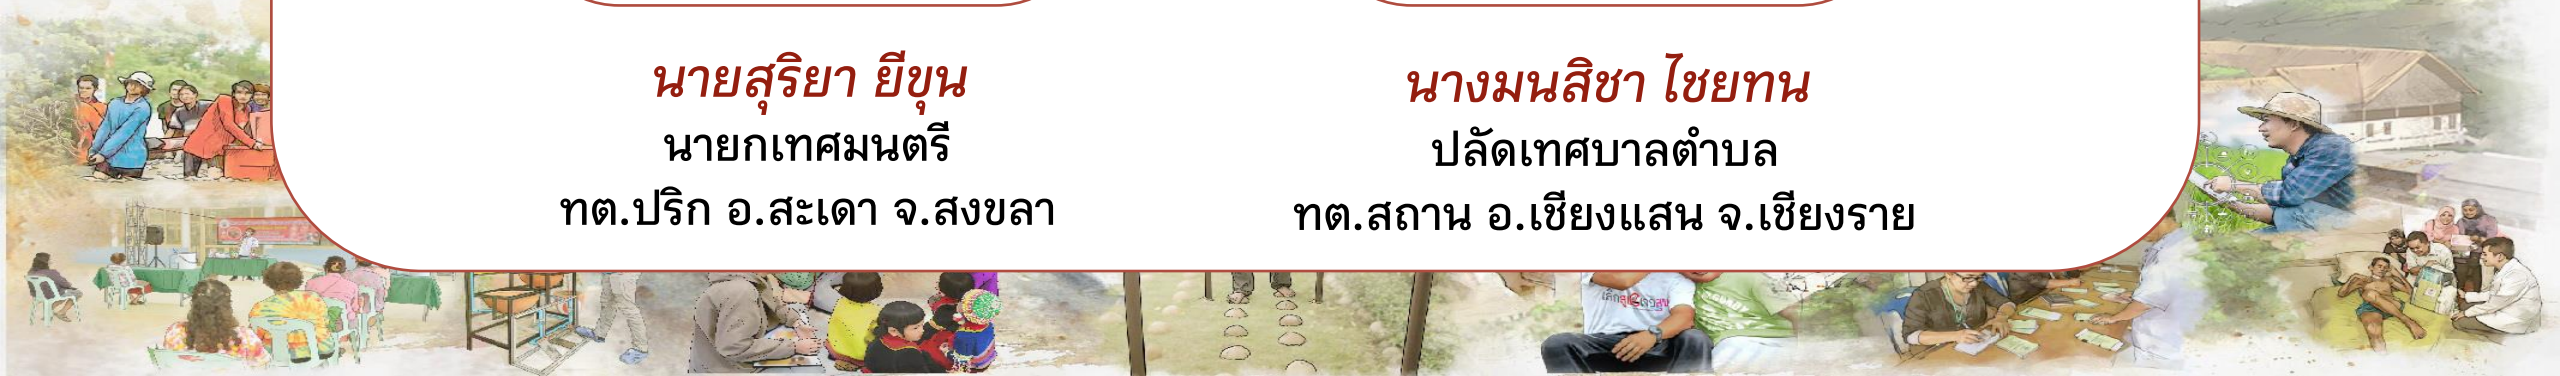 นายสุริยา ยีขุน
นายกเทศมนตรี
ทต.ปริก อ.สะเดา จ.สงขลา
นางมนสิชา ไชยทน
ปลัดเทศบาลตำบล
ทต.สถาน อ.เชียงแสน จ.เชียงราย